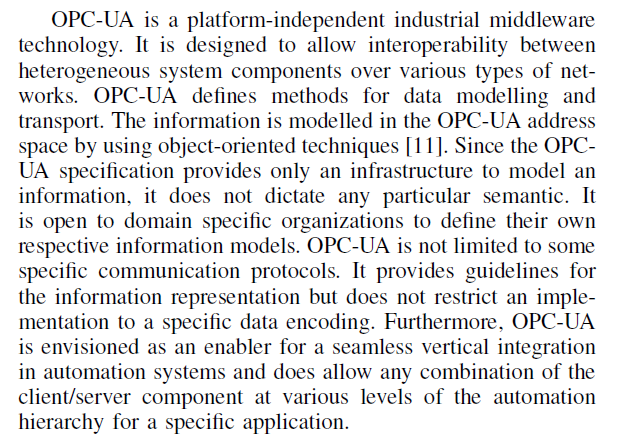 OPC-UA is a platform-independent industrial middleware
technology. It is designed to allow interoperability between
heterogeneous system components over various types of net-
works. OPC-UA defines methods for data modelling and
transport. The information is modelled in the OPC-UA address
space by using object-oriented techniques [11]. Since the OPC-
UA specification provides only an infrastructure to model an
information, it does not dictate any particular semantic. It
is open to domain specific organizations to define their own
respective information models. OPC-UA is not limited to some
specific communication protocols. It provides guidelines for
the information representation but does not restrict an imple-
mentation to a specific data encoding. Furthermore, OPC-UA
is envisioned as an enabler for a seamless vertical integration
in automation systems and does allow any combination of the
client/server component at various levels of the automation
hierarchy for a specific application.